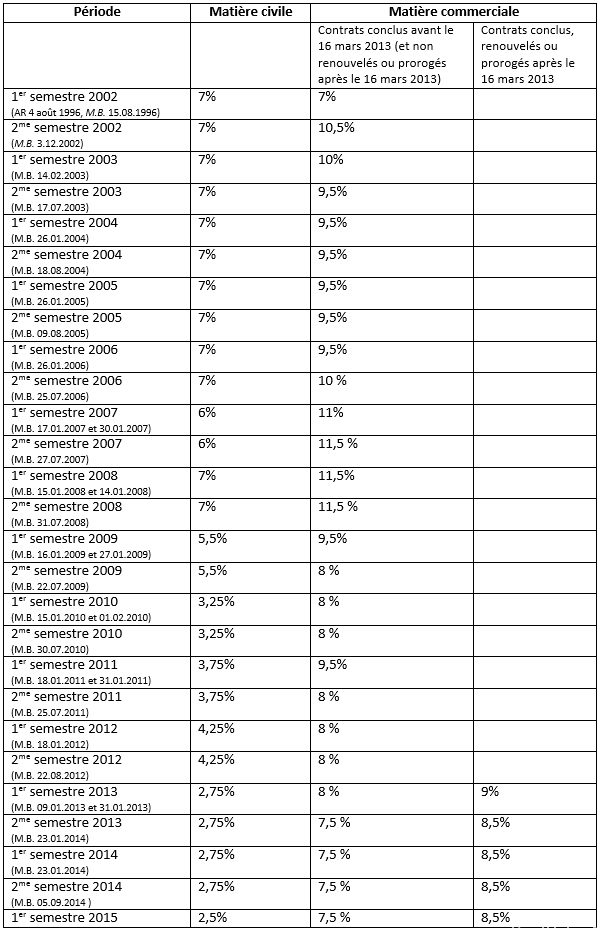 Période Matière civile Matière commerciale
Contrats conclus avant le Contrats conclus,
16 mars 2013 (et non renouvelés ou
renouvelés ou prorogés prorogés après le
après le 16 mars 2013) 16 mars 2013
1er semestre 2002 7% 7%
(AR 4 août 1996, M.B. 15.08.1996)
2me semestre 2002 7% 10,5%
(M.B. 3.12.2002)
1er semestre 2003 7% 10%
(M.B. 14.02.2003)
2me semestre 2003 7% 9,5%
(M.B. 17.07.2003)
1er semestre 2004 7% 9,5%
(M.B. 26.01.2004)
2me semestre 2004 7% 9,5%
(M.B. 18.08.2004)
1er semestre 2005 7% 9,5%
(M.B. 26.01.2005)
2me semestre 2005 7% 9,5%
(M.B. 09.08.2005)
1er semestre 2006 7% 9,5%
(M.B. 26.01.2006)
2me semestre 2006 7% 10 %
(M.B. 25.07.2006)
1er semestre 2007 6% 11%
(M.B. 17.01.2007 et 30.01.2007)
2me semestre 2007 6% 11,5 %
(M.B. 27.07.2007)
1er semestre 2008 7% 11,5%
(M.B. 15.01.2008 et 14.01.2008)
2me semestre 2008 7% 11,5 %
(M.B. 31.07.2008)
1er semestre 2009 5,5% 9,5%
(M.B. 16.01.2009 et 27.01.2009)
2me semestre 2009 5,5% 8 %
(M.B. 22.07.2009)
1er semestre 2010 3,25% 8 %
(M.B. 15.01.2010 et 01.02.2010)
2me semestre 2010 3,25% 8 %
(M.B. 30.07.2010)
1er semestre 2011 3,75% 9,5%
(M.B. 18.01.2011 et 31.01.2011)
2me semestre 2011 3,75% 8 %
(M.B. 25.07.2011)
1er semestre 2012 4,25% 8 %
(M.B. 18.01.2012)
2me semestre 2012 4,25% 8 %
(M.B. 22.08.2012)
1er semestre 2013 2,75% 8 % 9%
(M.B. 09.01.2013 et 31.01.2013)
2me semestre 2013 2,75% 7,5 % 8,5%
(M.B. 23.01.2014)
1er semestre 2014 2,75% 7,5 % 8,5%
(M.B. 23.01.2014)
2me semestre 2014 2,75% 7,5 % 8,5%
(M.B. 05.09.2014 )
1er semestre 2015 2,5% 7,5 % 8,5%